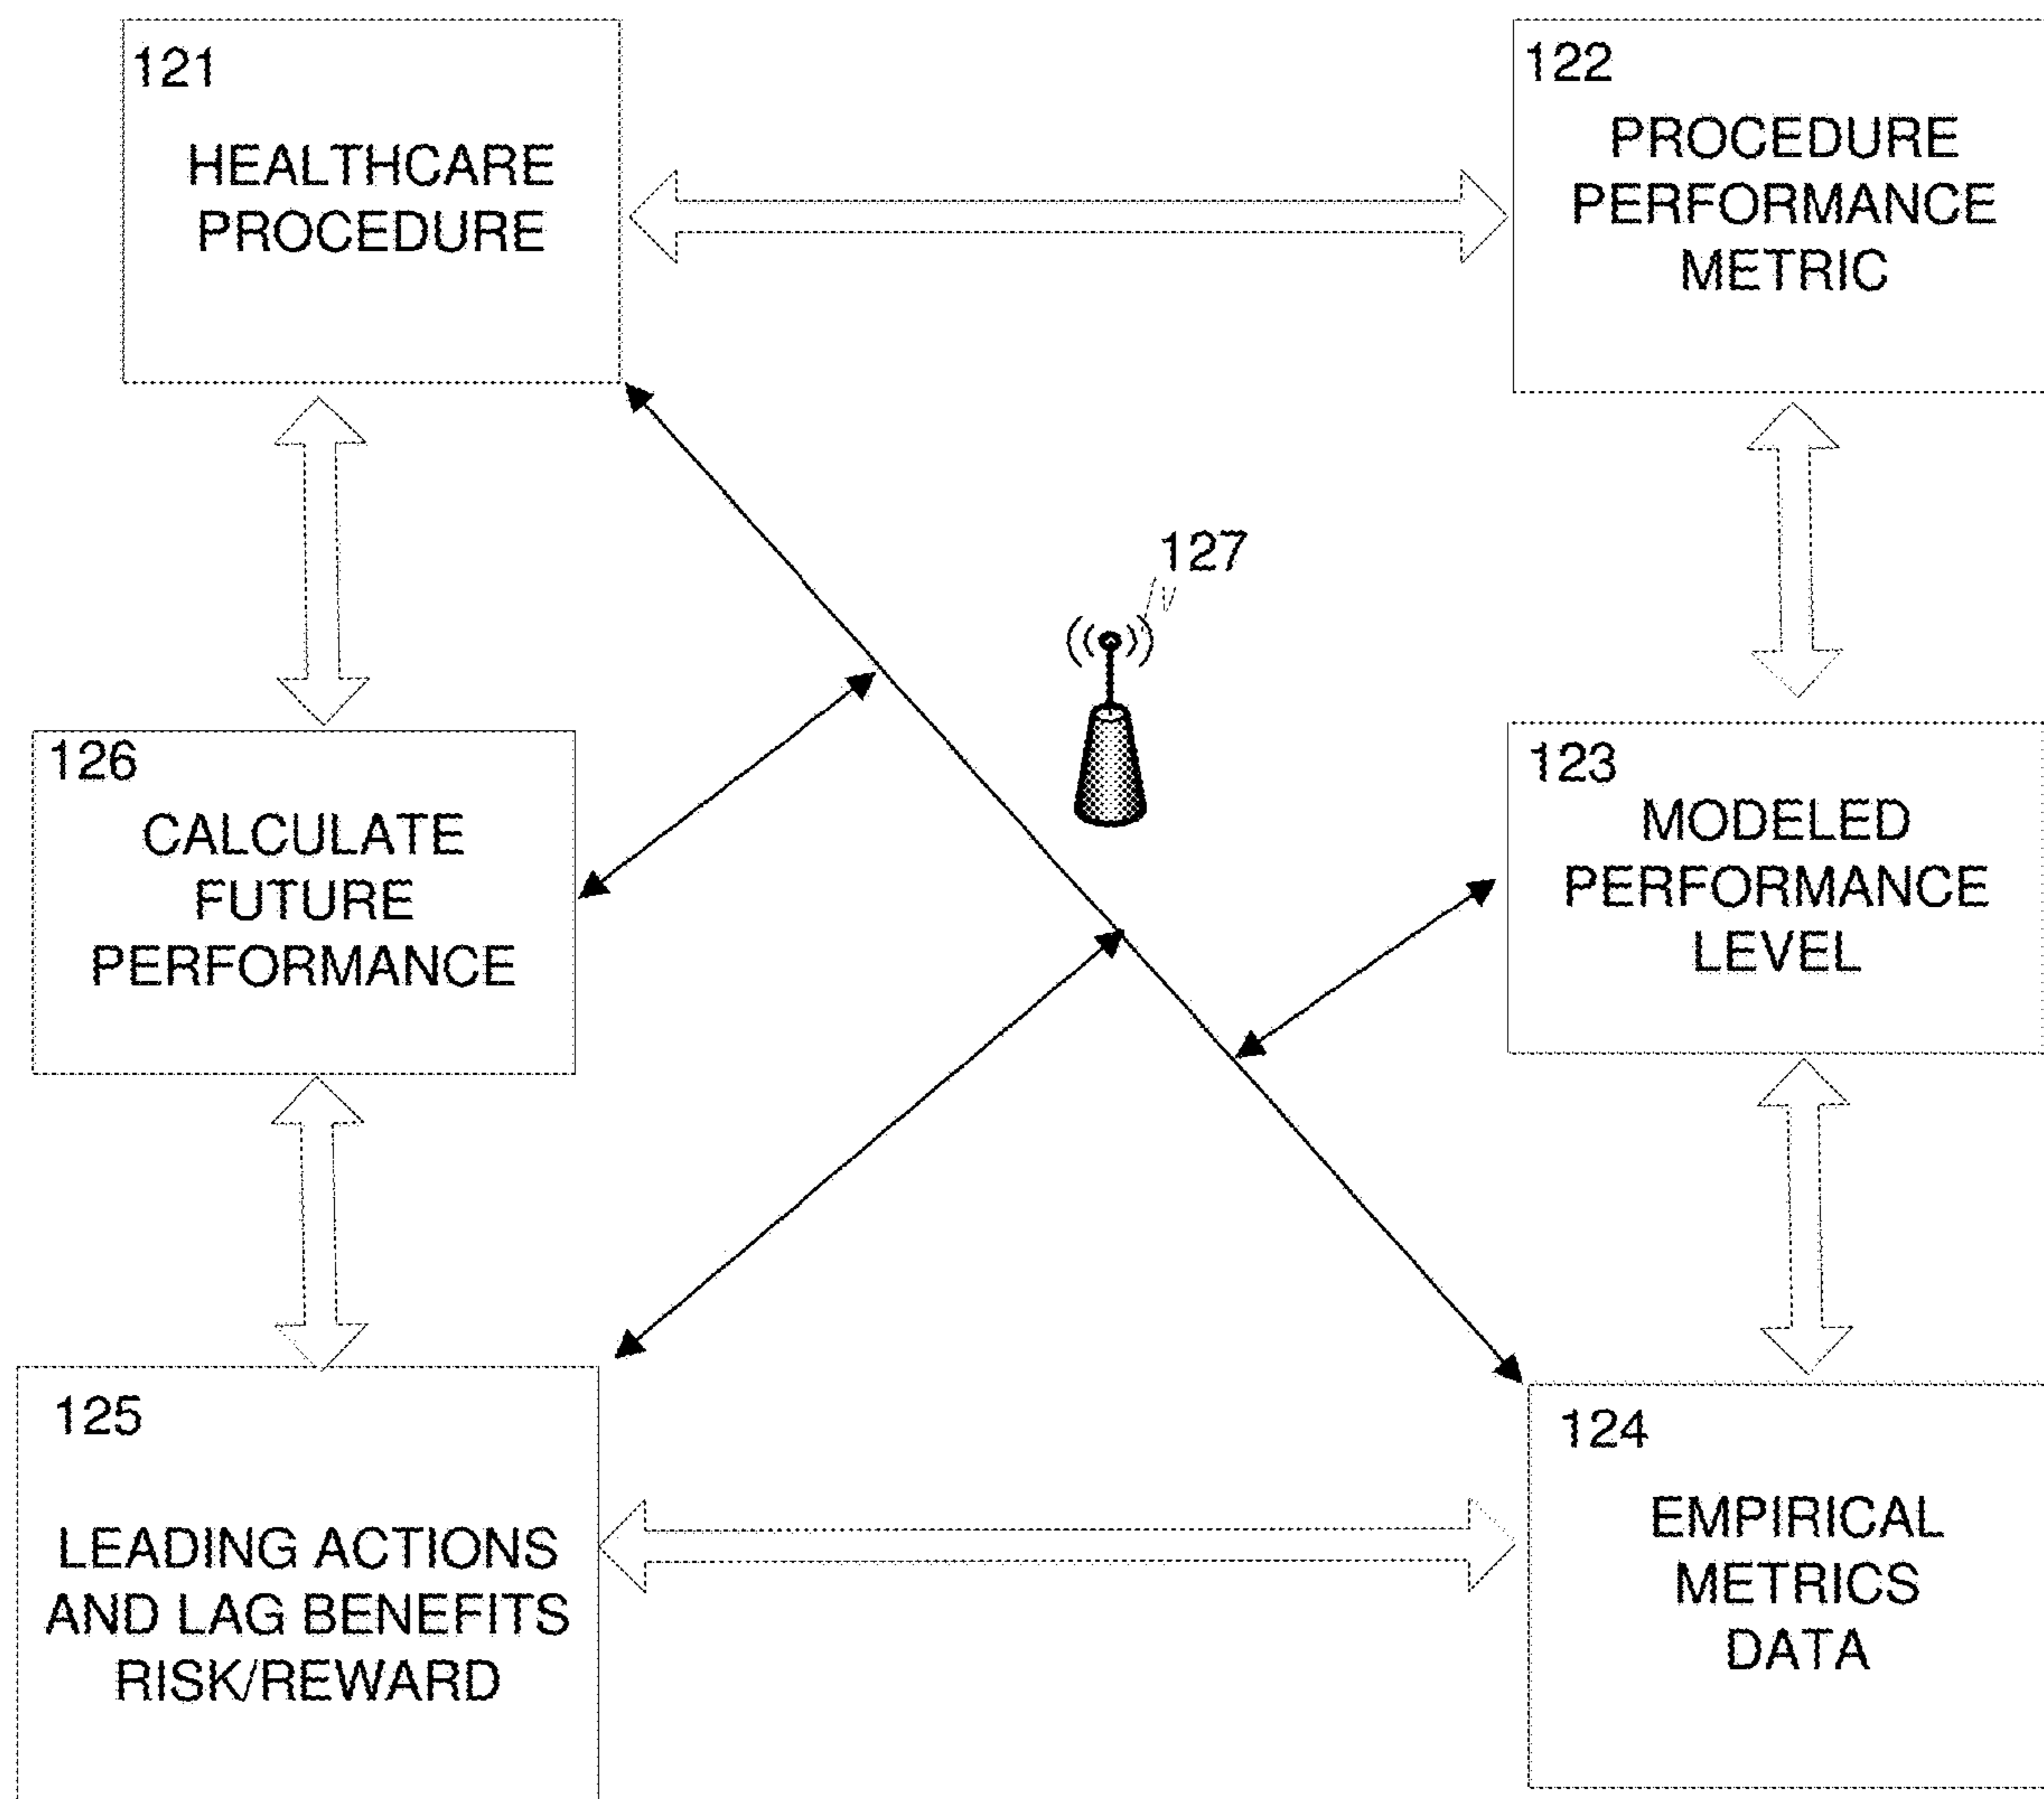 121
HEALTHCARE
PROCEDURE
122
PROCEDURE
PERFORMANCE
METRIC
127
126
CALCULATE
FUTURE
PERFORMANCE
123
MODELED
PERFORMANCE
LEVEL
125
LEADING ACTIONS
AND LAG BENEFITS
RISK/REWARD
124
EMPIRICAL
METRICS
DATA